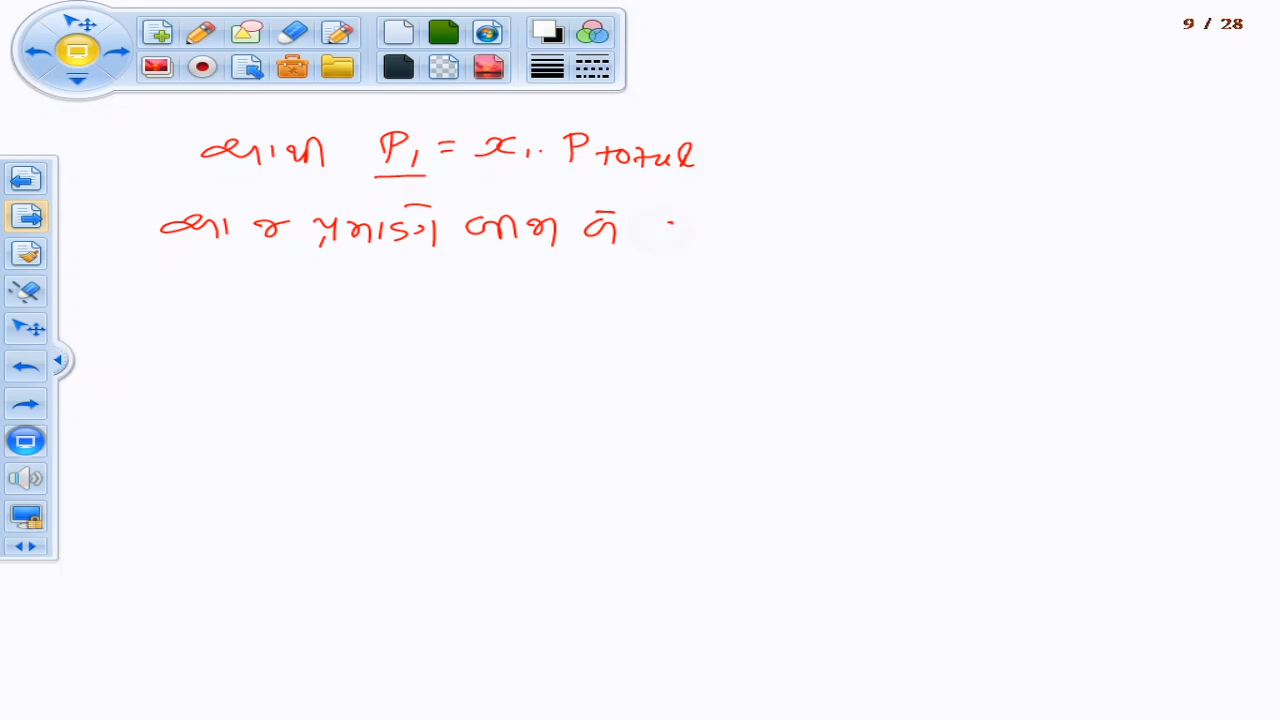 9 / 28
આથી P₁ = x₁. Ptotal
આ જ પ્રમાણે